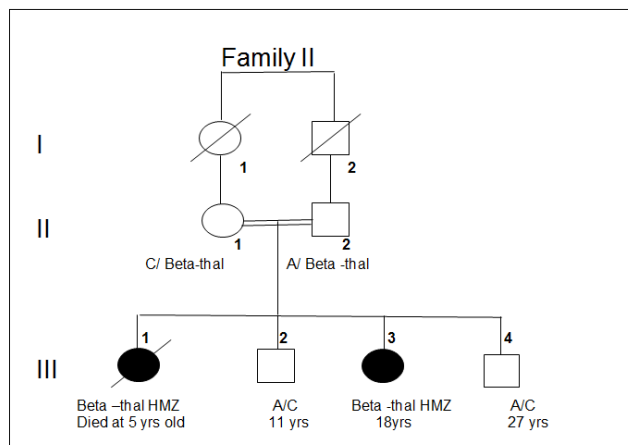 Family II
I
1
2
II
1
2
C/ Beta-thal
A/ Beta -thal
1
2
3
4
III
Beta –thal HMZ
Died at 5 yrs old
A/C
11 yrs
Beta -thal HMZ
18yrs
A/C
27 yrs